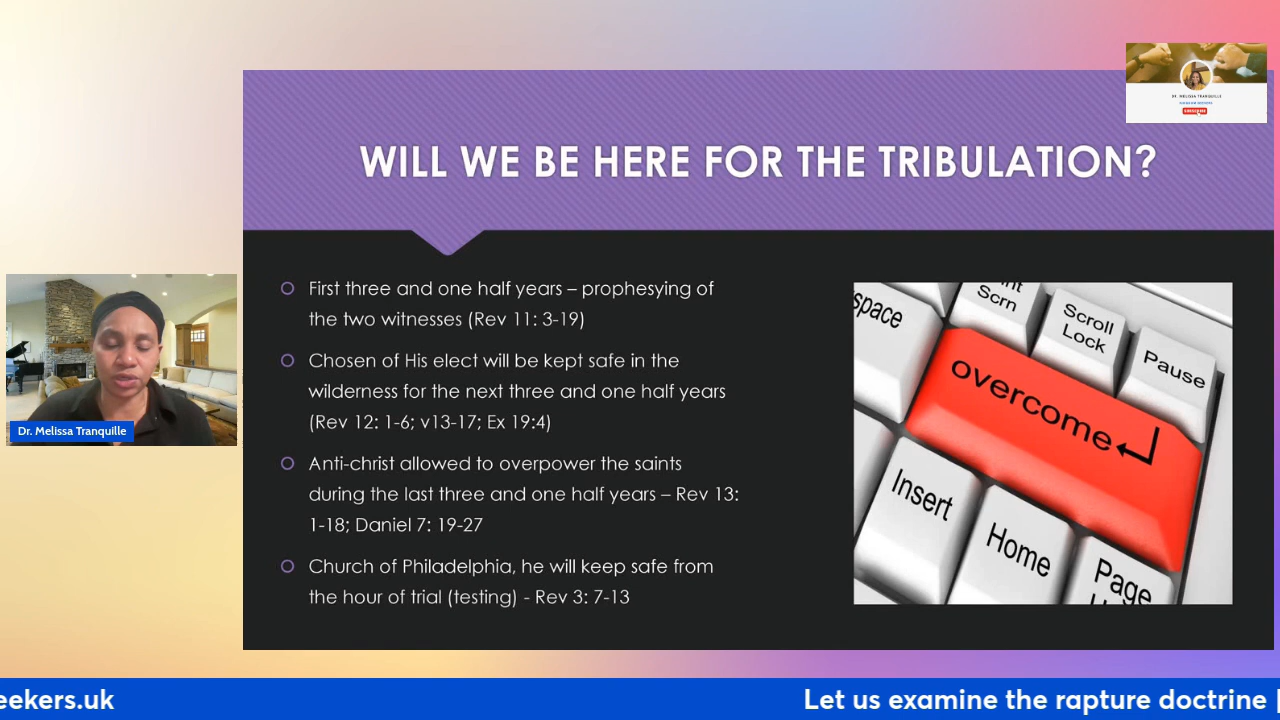 DR. MELISSA TRANQUILLE
SUBSCRIBE
WILL WE BE HERE FOR THE TRIBULATION?
First three and one half years – prophesying of
the two witnesses (Rev 11: 3-19)
Chosen of His elect will be kept safe in the
wilderness for the next three and one half years
(Rev 12: 1-6; v13-17; Ex 19:4)
Anti-christ allowed to overpower the saints
during the last three and one half years – Rev 13:
1-18; Daniel 7: 19-27
Church of Philadelphia, he will keep safe from
the hour of trial (testing) - Rev 3: 7-13
space
Scrn
Scroll
Lock
Pause
overcome
Insert
Home
Page
Dr. Melissa Tranquille
eekers.uk
Let us examine the rapture doctrine |